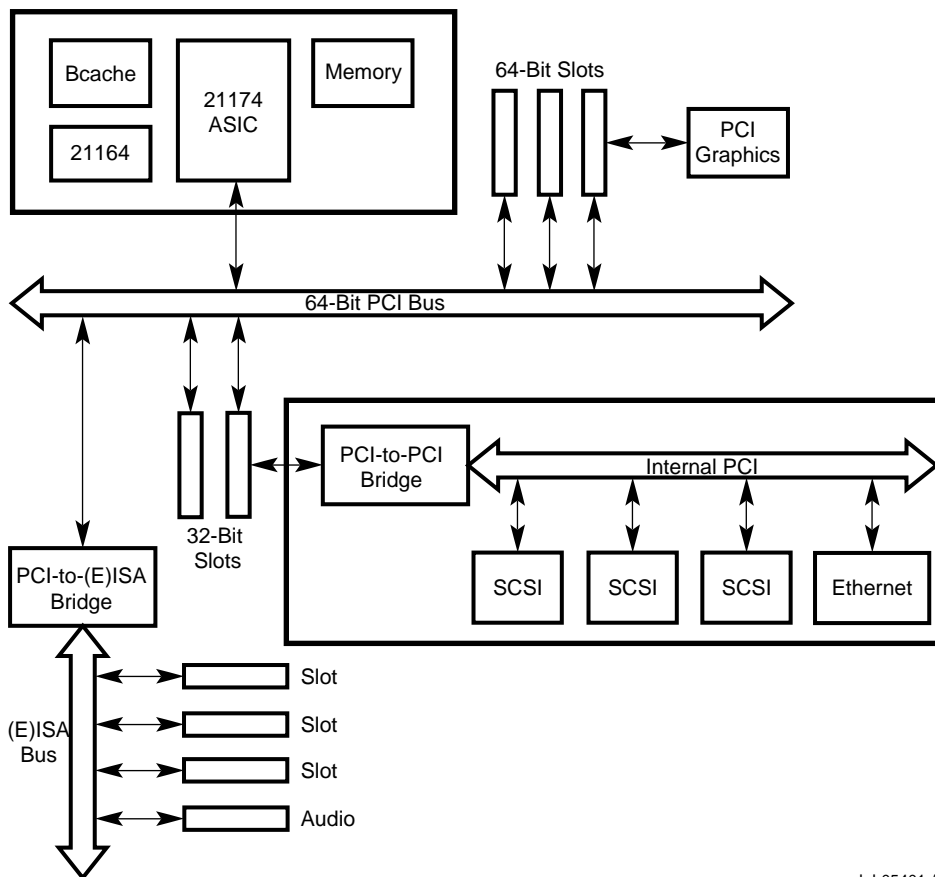 Bcache
21174
ASIC
Memory
21164
64-Bit Slots
PCI
Graphics
64-Bit PCI Bus
PCI-to-PCI
Bridge
Internal PCI
32-Bit
Slots
SCSI
SCSI
SCSI
Ethernet
PCI-to-(E)ISA
Bridge
(E)ISA
Bus
Slot
Slot
Slot
Audio